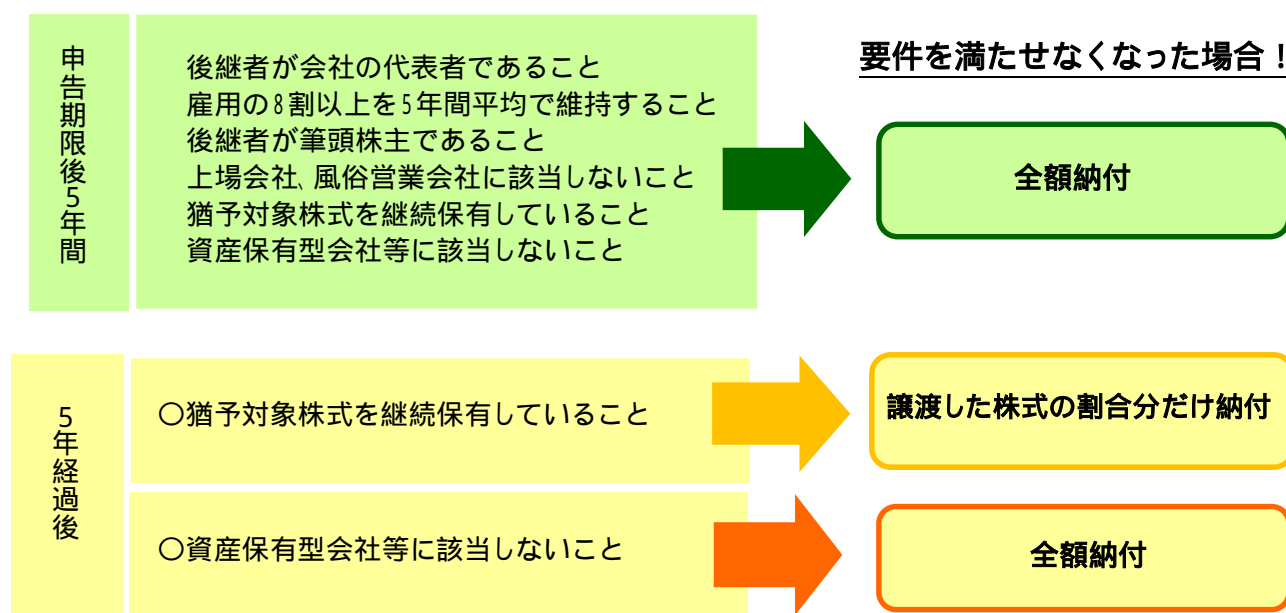 申告期限後5年間
後継者が会社の代表者であること
雇用の8割以上を5年間平均で維持すること
後継者が筆頭株主であること
上場会社、風俗営業会社に該当しないこと
猶予対象株式を継続保有していること
資産保有型会社等に該当しないこと
要件を満たせなくなった場合!
全額納付
5年経過後
○猶予対象株式を継続保有していること
譲渡した株式の割合分だけ納付
○資産保有型会社等に該当しないこと
全額納付